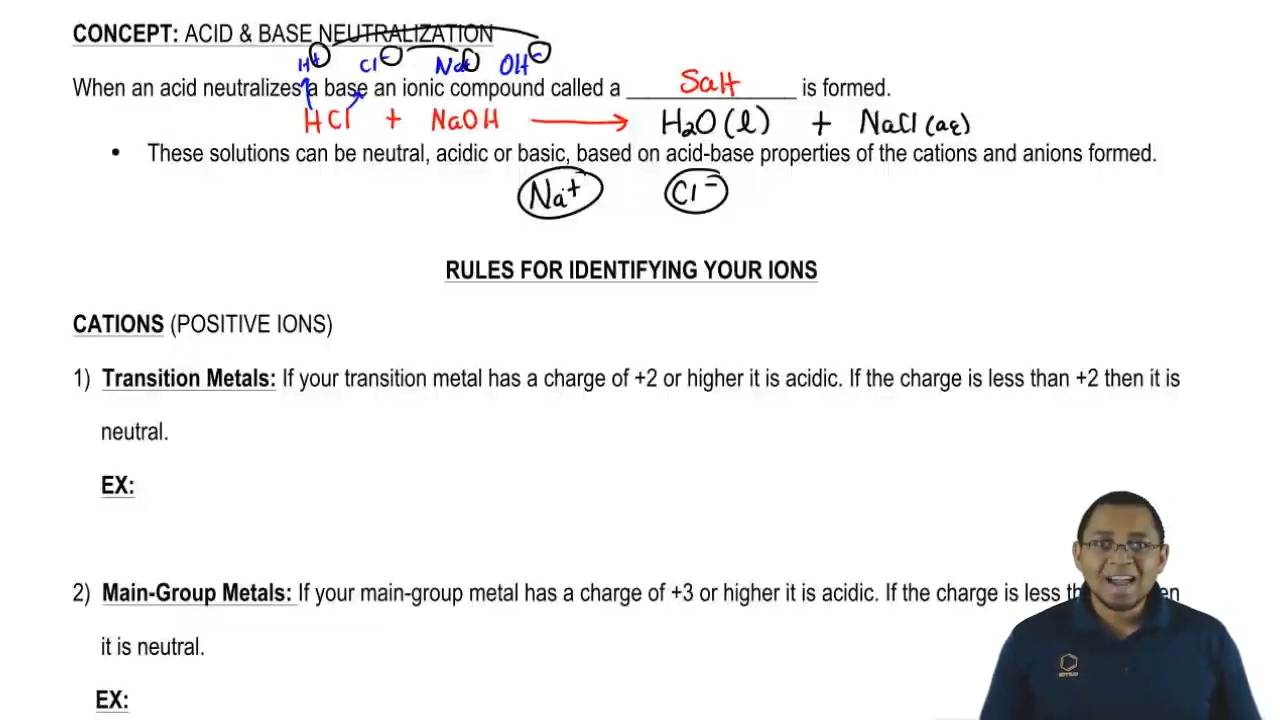 CONCEPT: ACID & BASE NEUTRALIZATION
H+ Cl− Na+ OH−
When an acid neutralizes a base an ionic compound called a Salt is formed.
HCl + NaOH → H₂O(l) + NaCl(aq)
• These solutions can be neutral, acidic or basic, based on acid-base properties of the cations and anions formed.
Na+ Cl−
RULES FOR IDENTIFYING YOUR IONS
CATIONS (POSITIVE IONS)
1) Transition Metals: If your transition metal has a charge of +2 or higher it is acidic. If the charge is less than +2 then it is
neutral.
EX:
2) Main-Group Metals: If your main-group metal has a charge of +3 or higher it is acidic. If the charge is less
it is neutral.
EX: